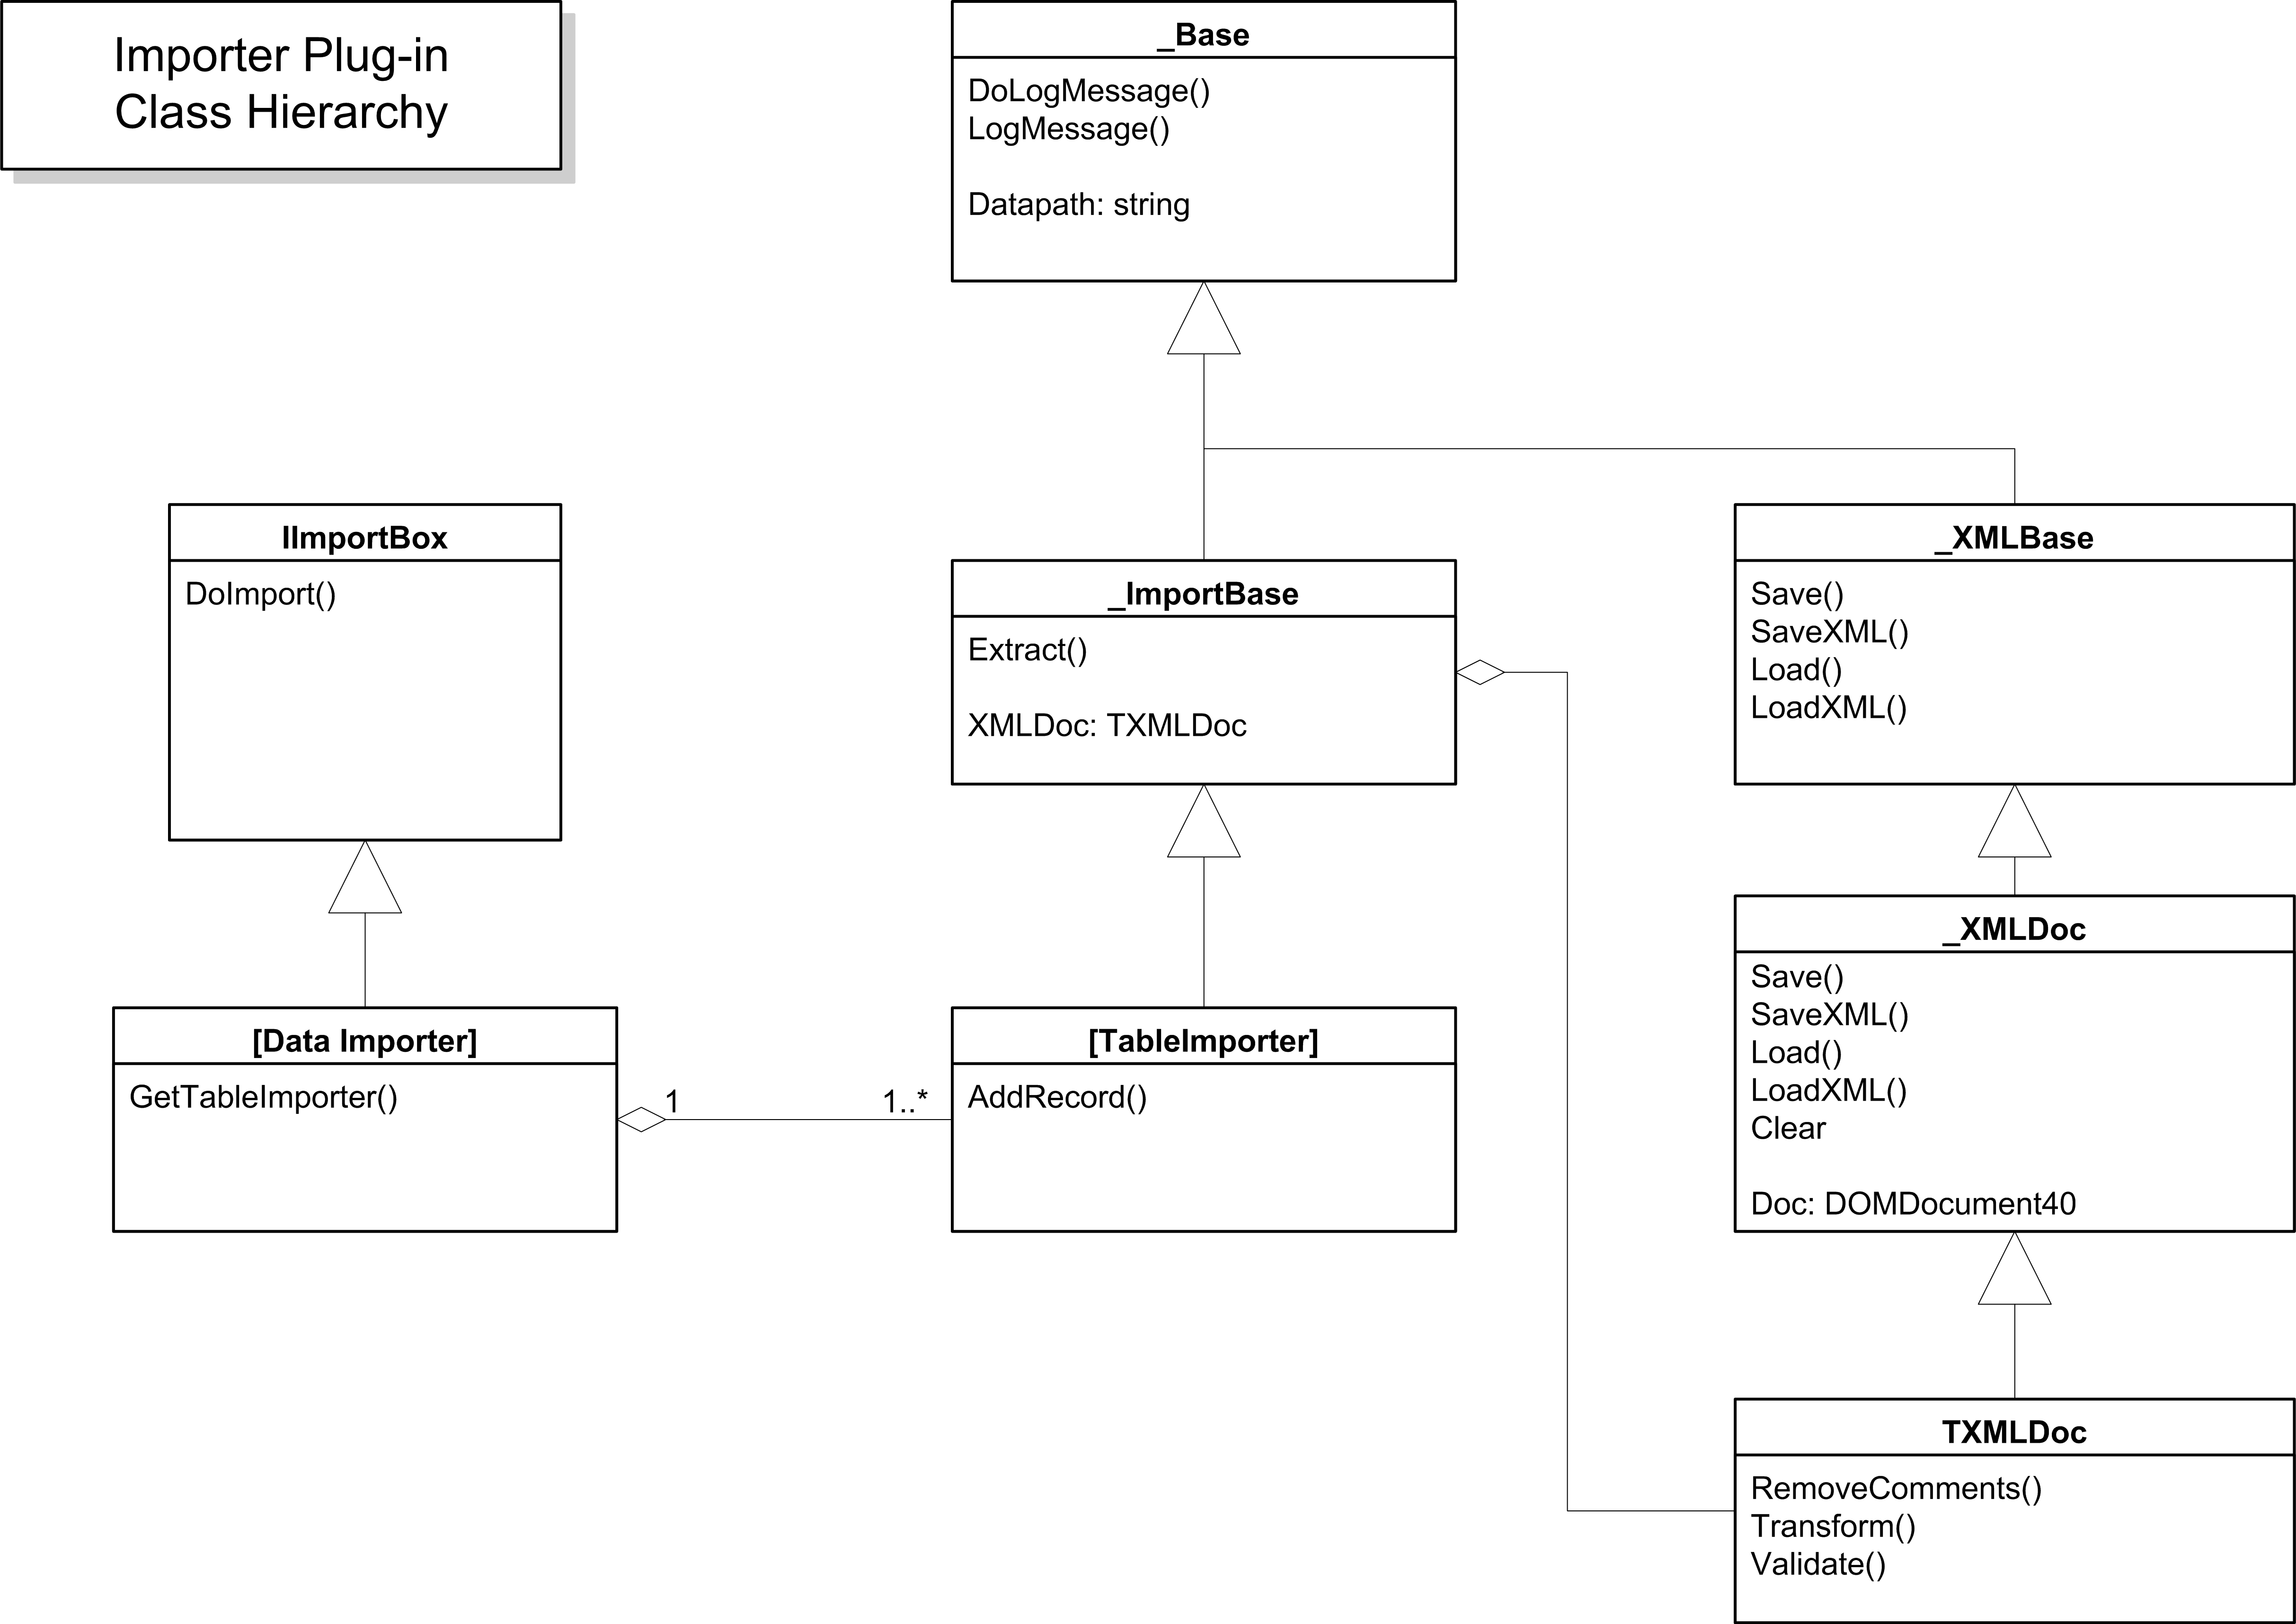 Importer Plug-in
Class Hierarchy
_Base
DoLogMessage()
LogMessage()
Datapath: string
IImportBox
DoImport()
_ImportBase
Extract()
XMLDoc: TXMLDoc
_XMLBase
Save()
SaveXML()
Load()
LoadXML()
[Data Importer]
GetTableImporter()
1
1..*
[TableImporter]
AddRecord()
_XMLDoc
Save()
SaveXML()
Load()
LoadXML()
Clear
Doc: DOMDocument40
TXMLDoc
RemoveComments()
Transform()
Validate()